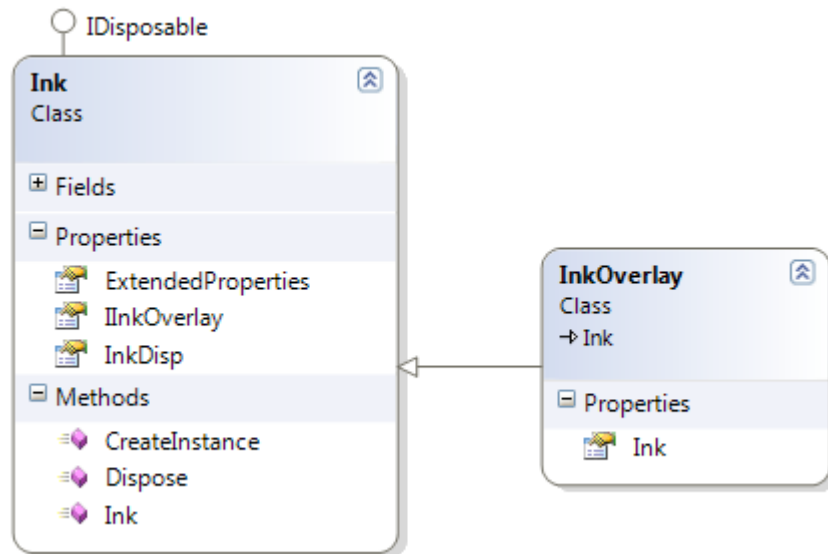 IDisposable
Ink
Class
Fields
Properties
ExtendedProperties
IInkOverlay
InkDisp
Methods
CreateInstance
Dispose
Ink
InkOverlay
Class
Ink
Properties
Ink